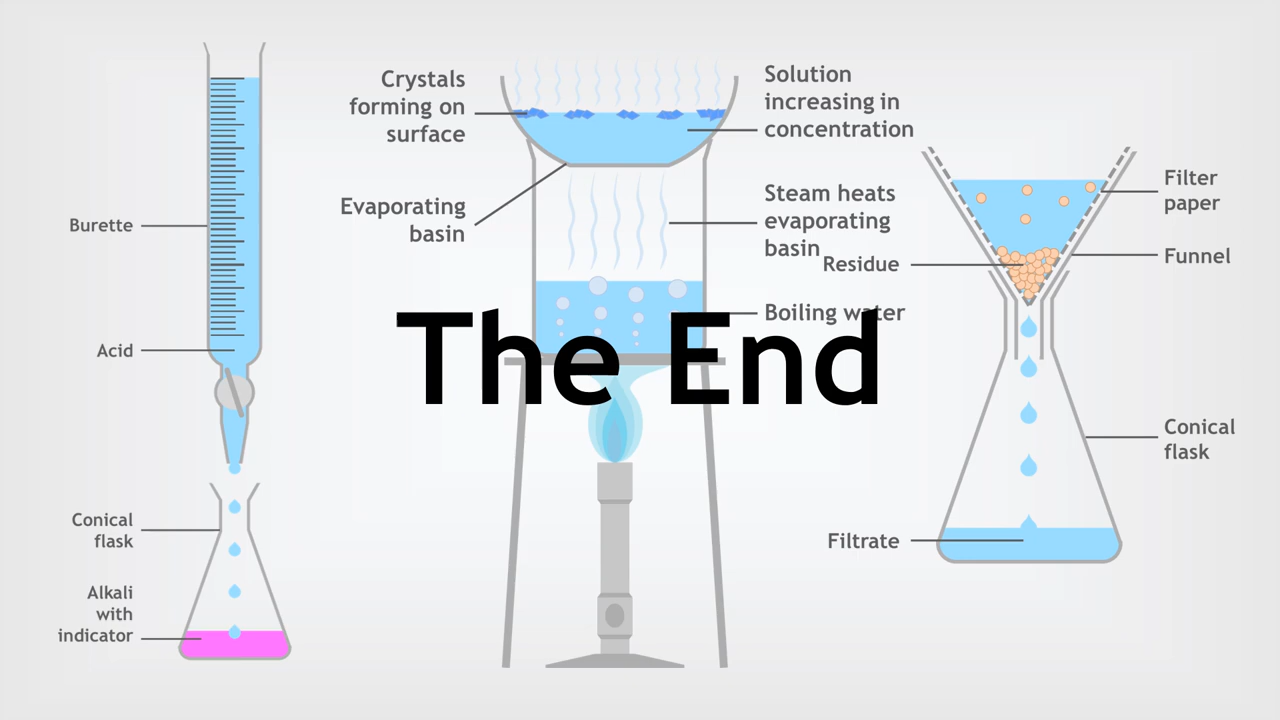 Burette
Acid
Conical
flask
Alkali
with
indicator
Crystals
forming on
surface
Evaporating
basin
Solution
increasing in
concentration
Steam heats
evaporating
basin
Boiling water
The End
Residue
Filtrate
Filter
paper
Funnel
Conical
flask